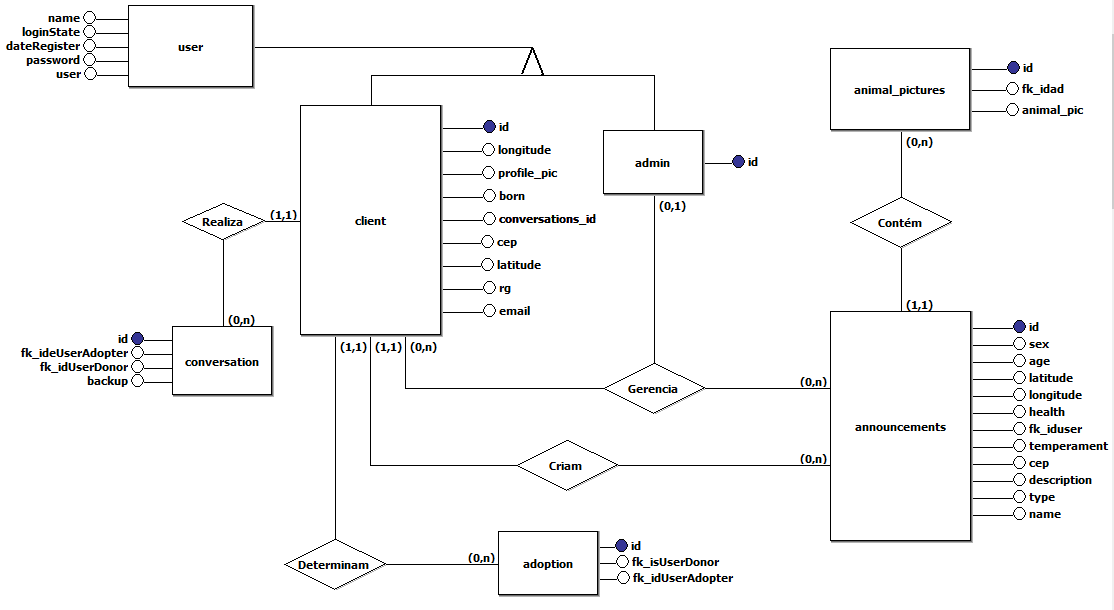 name
loginState
dateRegister
password
user
user
client
id
longitude
profile_pic
born
conversations_id
cep
latitude
rg
email
admin
id
(0,1)
animal_pictures
id
fk_idad
animal_pic
(0,n)
Contém
(1,1)
Realiza
(1,1)
(0,n)
id
fk_ideUserAdopter
fk_idUserDonor
backup
conversation
(1,1)
(1,1)
(0,n)
Gerencia
(0,n)
announcements
id
sex
age
latitude
longitude
health
fk_iduser
temperament
cep
description
type
name
Criam
(0,n)
Determinam
(0,n)
adoption
id
fk_isUserDonor
fk_idUserAdopter